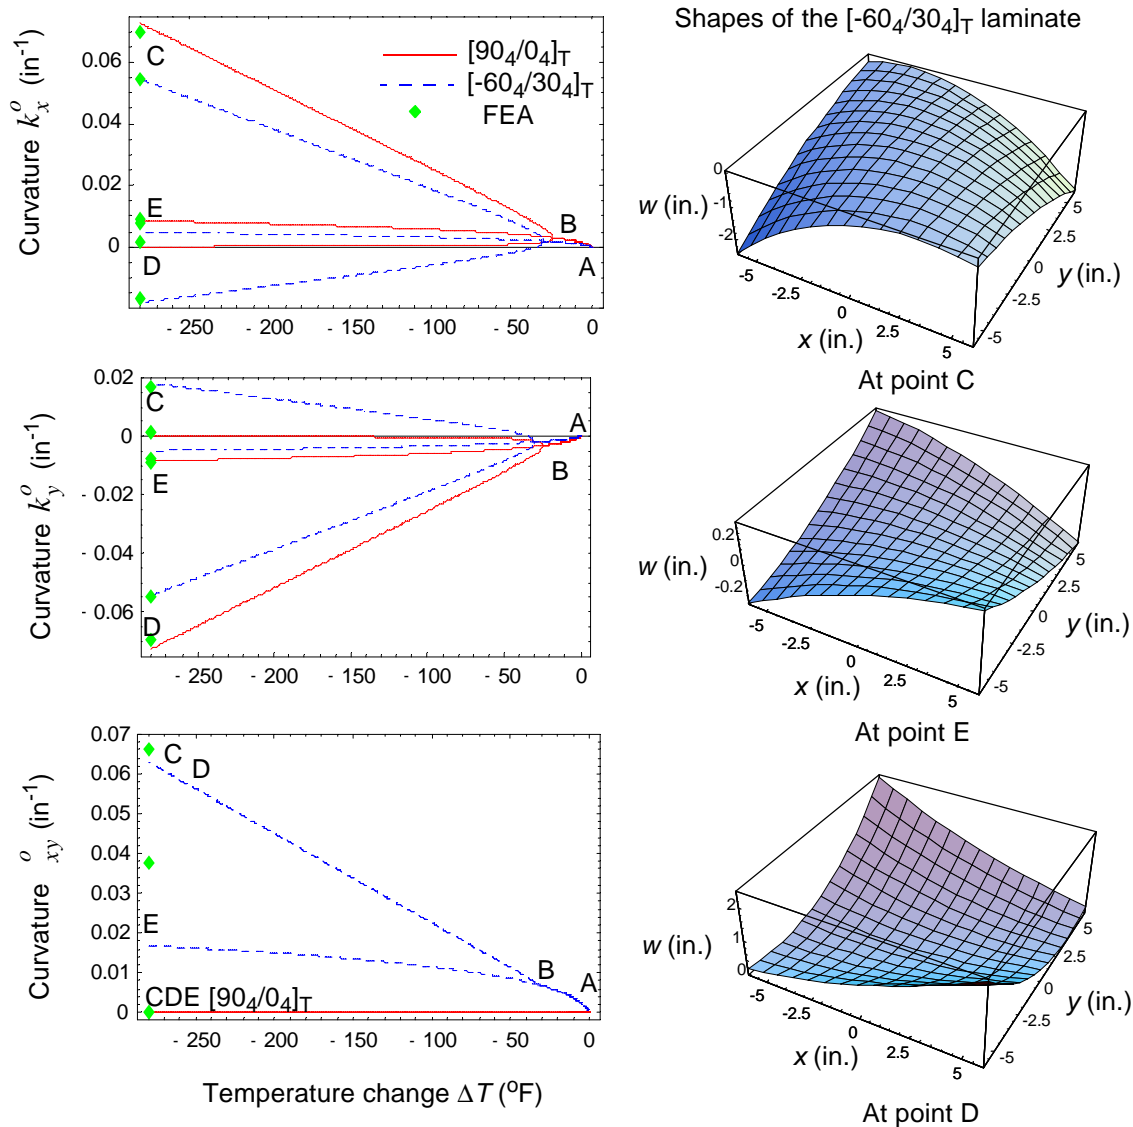 Shapes of the [-60₄/30₄]T laminate
Curvature kₓᵒ (in⁻¹)
0.06
0.04
0.02
0
C
E
D
B
A
[90₄/0₄]T
[-60₄/30₄]T
FEA
- 250 - 200 - 150 - 100 - 50 0
w (in.)
0
-1
-2
-5 -2.5 0 2.5 5
x (in.)
-5 -2.5 0 2.5 5
y (in.)
At point C
Curvature k_y^o (in⁻¹)
0.02
0
- 0.02
- 0.04
- 0.06
C
E
D
A
B
- 250 - 200 - 150 - 100 - 50 0
w (in.)
0.2
0
-0.2
-5 -2.5 0 2.5 5
x (in.)
-5 -2.5 0 2.5 5
y (in.)
At point E
Curvature _xy^o (in⁻¹)
0.07
0.06
0.05
0.04
0.03
0.02
0.01
0
C D
E
B
A
CDE [90₄/0₄]T
- 250 - 200 - 150 - 100 - 50 0
Temperature change ΔT (ᵒF)
w (in.)
2
1
0
-5 -2.5 0 2.5 5
x (in.)
-5 -2.5 0 2.5 5
y (in.)
At point D